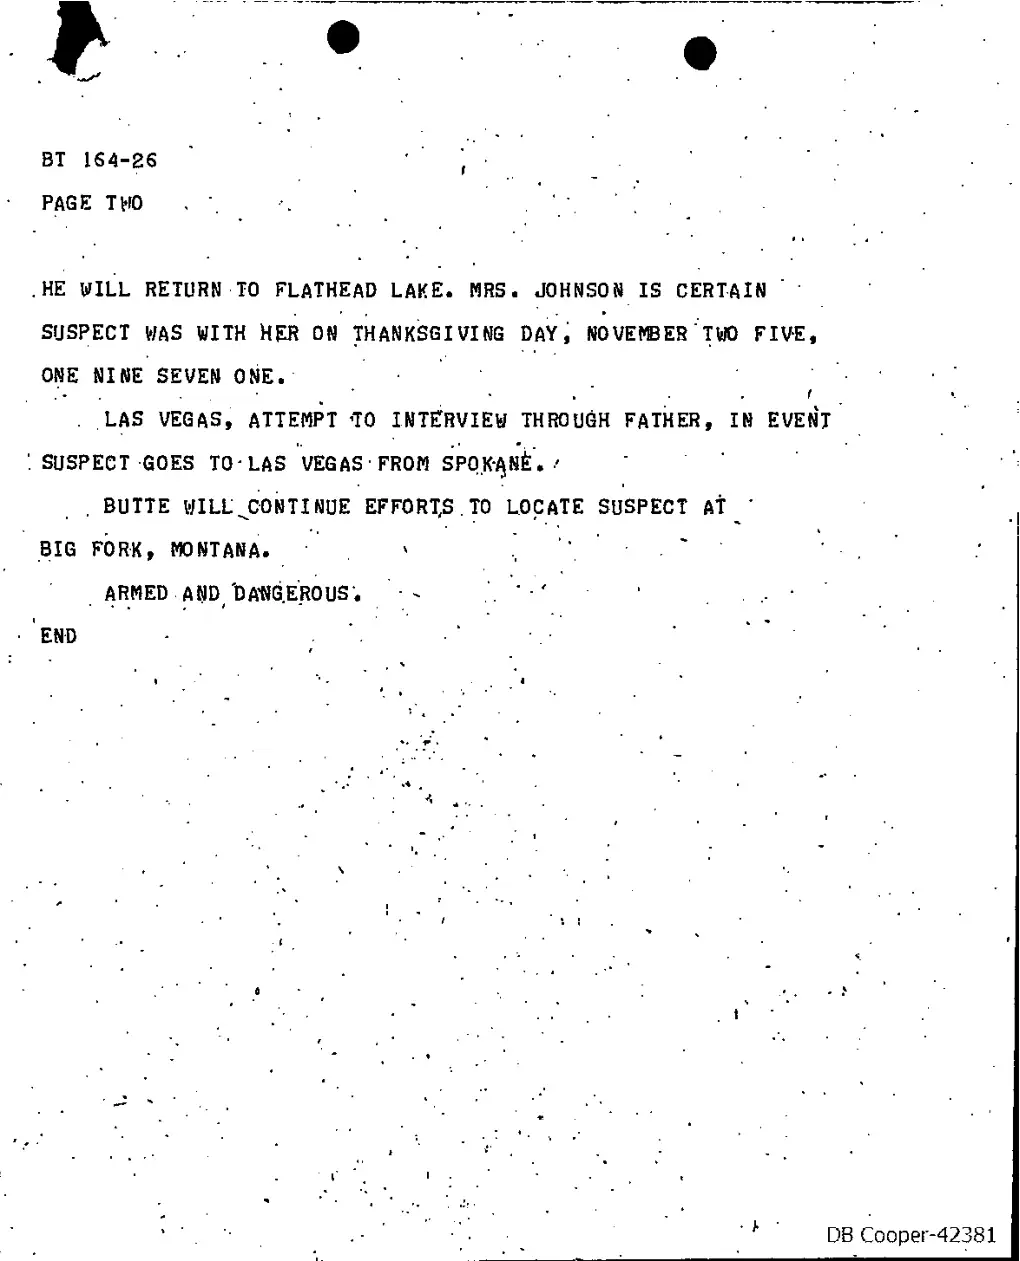 BT 164-26
PAGE TWO
HE WILL RETURN TO FLATHEAD LAKE. MRS. JOHNSON IS CERTAIN
SUSPECT WAS WITH HER ON THANKSGIVING DAY, NOVEMBER TWO FIVE,
ONE NINE SEVEN ONE.
LAS VEGAS, ATTEMPT TO INTERVIEW THROUGH FATHER, IN EVENT
SUSPECT GOES TO LAS VEGAS FROM SPOKANE.
BUTTE WILL CONTINUE EFFORTS TO LOCATE SUSPECT AT
BIG FORK, MONTANA.
ARMED AND DANGEROUS.
END
DB Cooper-42381